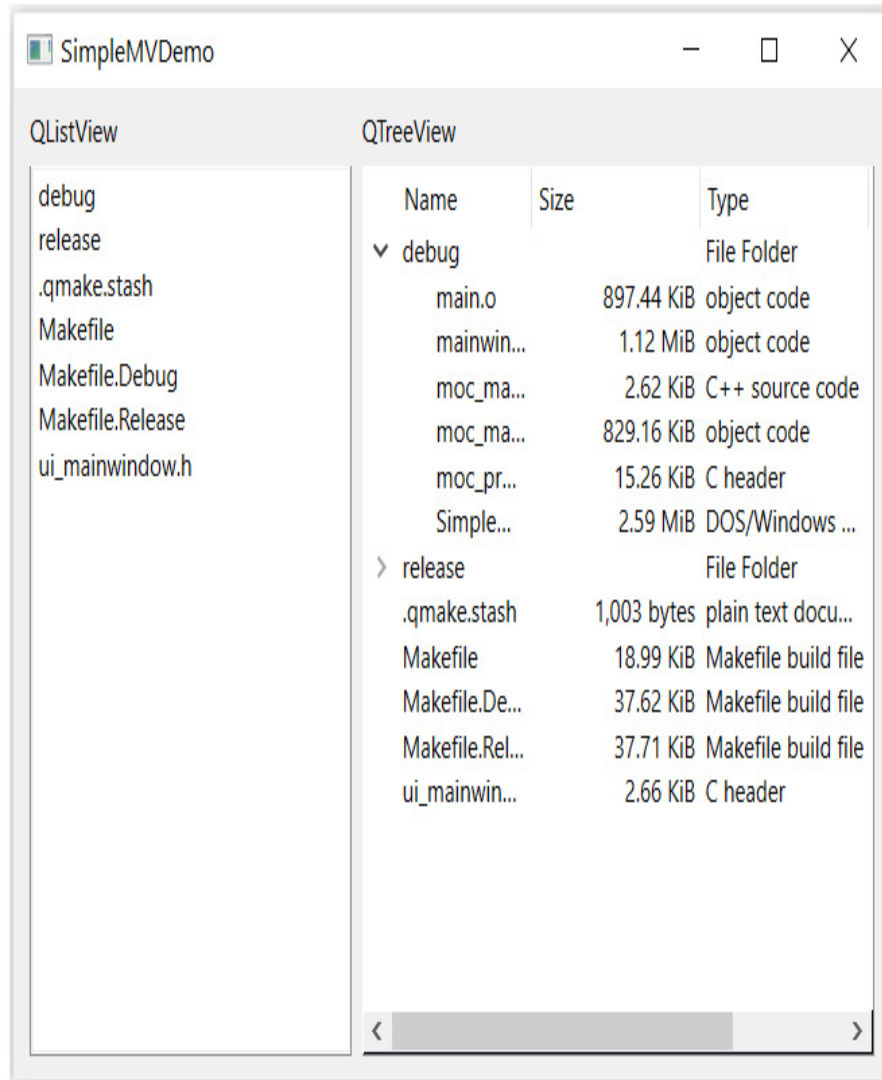 SimpleMVDemo
QListView
debug
release
.qmake.stash
Makefile
Makefile.Debug
Makefile.Release
ui_mainwindow.h
QTreeView
Name Size Type
debug File Folder
main.o 897.44 KiB object code
mainwin... 1.12 MiB object code
moc_ma... 2.62 KiB C++ source code
moc_ma... 829.16 KiB object code
moc_pr... 15.26 KiB C header
Simple... 2.59 MiB DOS/Windows ...
release File Folder
.qmake.stash 1,003 bytes plain text docu...
Makefile 18.99 KiB Makefile build file
Makefile.De... 37.62 KiB Makefile build file
Makefile.Rel... 37.71 KiB Makefile build file
ui_mainwin... 2.66 KiB C header